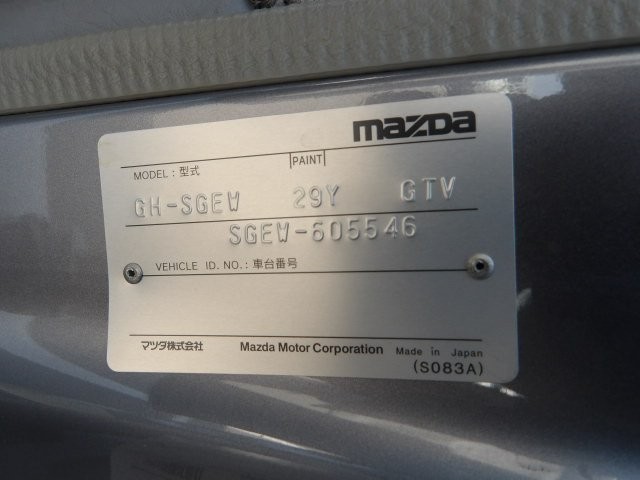 mazda
MODEL : 型式 PAINT
GH-SGEW 29Y GTV
SGEW-605546
VEHICLE ID. NO. : 車台番号
マツダ株式会社 Mazda Motor Corporation Made in Japan
(S083A)